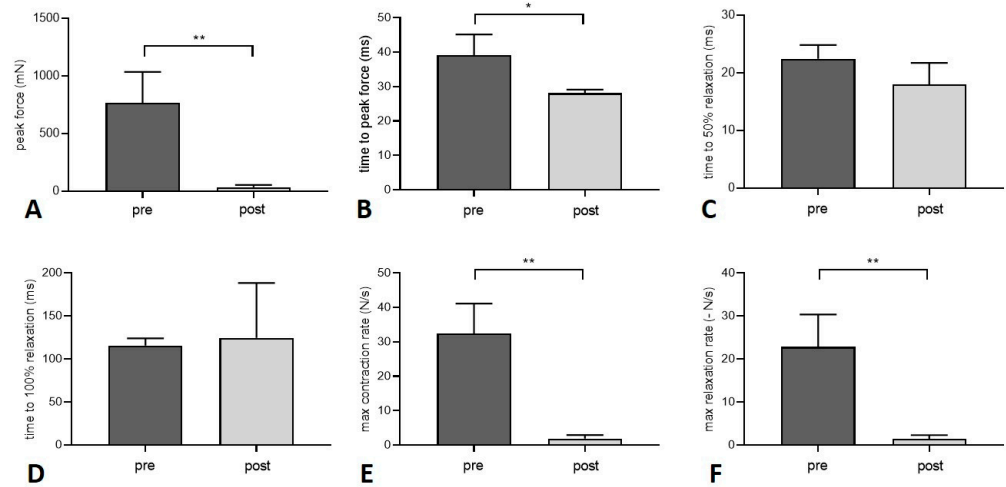 peak force (mN)
1500
1000
500
0
**
pre
post
A
time to peak force (ms)
50
40
30
20
10
0
*
pre
post
B
time to 50% relaxation (ms)
30
20
10
0
pre
post
C
time to 100% relaxation (ms)
200
150
100
50
0
pre
post
D
max contraction rate (N/s)
50
40
30
20
10
0
**
pre
post
E
max relaxation rate (- N/s)
40
30
20
10
0
**
pre
post
F